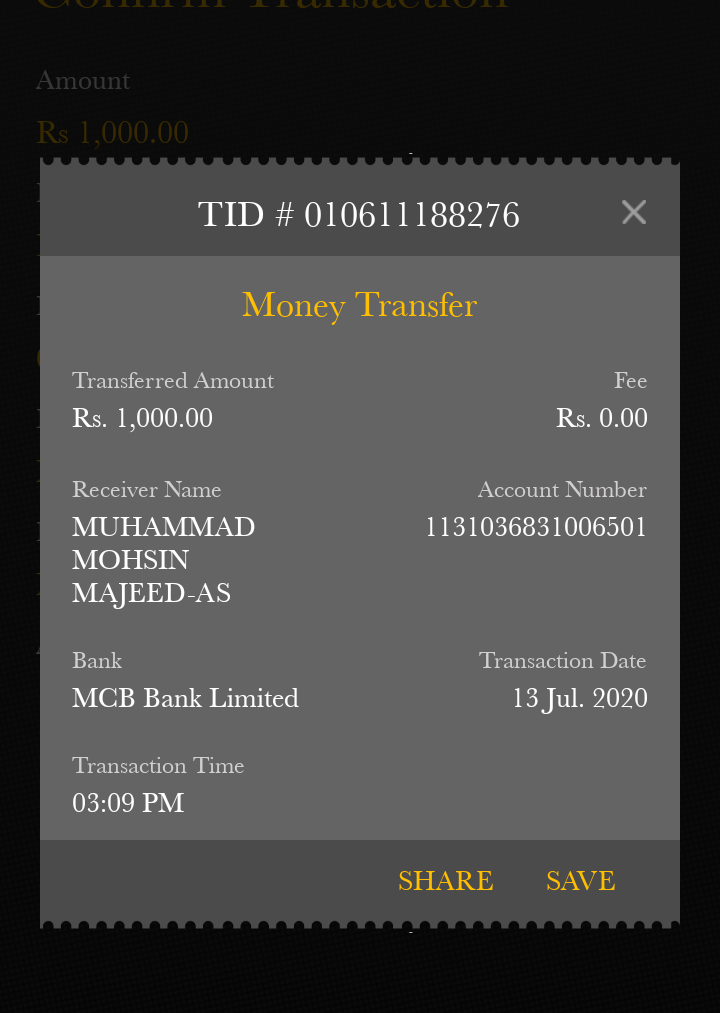 Confirm Transaction
Amount
Rs 1,000.00
TID # 010611188276
Money Transfer
Transferred Amount Fee
Rs. 1,000.00 Rs. 0.00
Receiver Name Account Number
MUHAMMAD 1131036831006501
MOHSIN
MAJEED-AS
Bank Transaction Date
MCB Bank Limited 13 Jul. 2020
Transaction Time
03:09 PM
SHARE SAVE